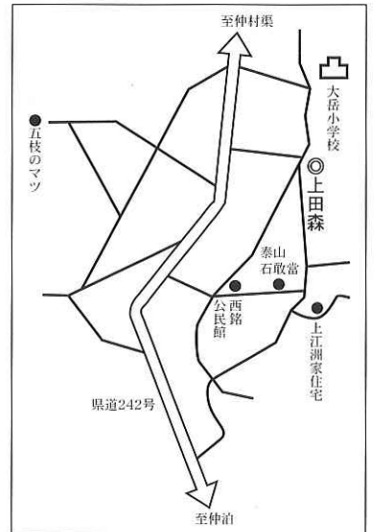 至仲村渠
大岳小学校
五枝のマツ
上田森
泰山
石敢當
西銘
公民館
上江洲家住宅
県道242号
至仲泊